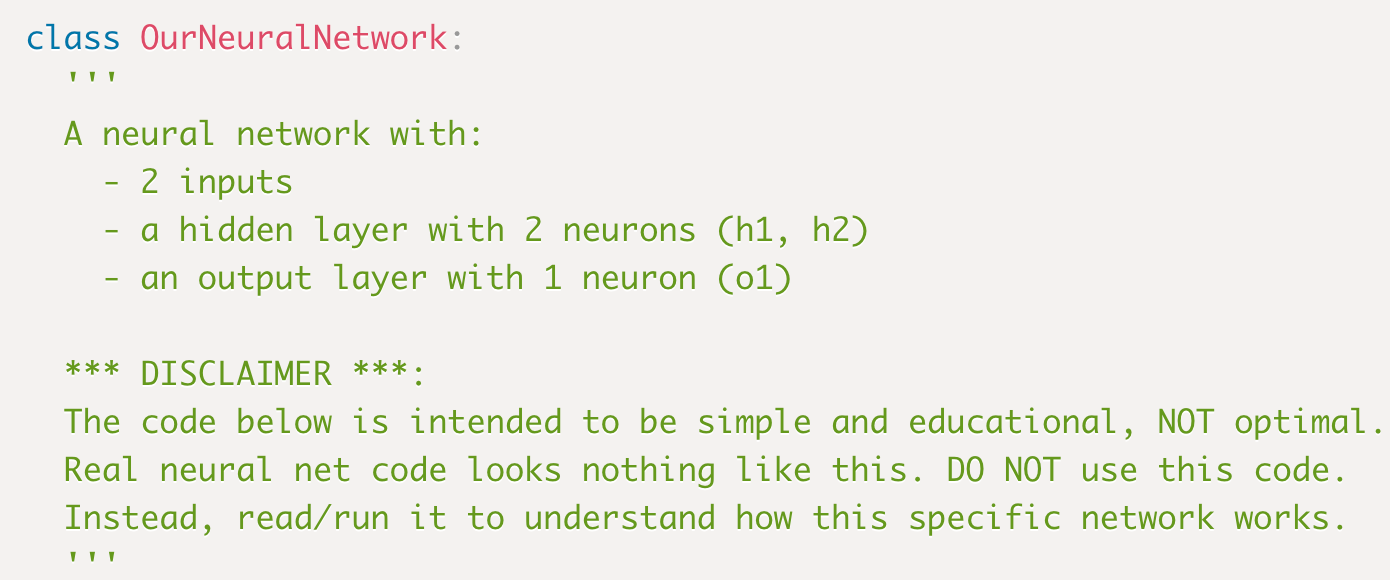 class OurNeuralNetwork:
'''
A neural network with:
- 2 inputs
- a hidden layer with 2 neurons (h1, h2)
- an output layer with 1 neuron (o1)
*** DISCLAIMER ***:
The code below is intended to be simple and educational, NOT optimal.
Real neural net code looks nothing like this. DO NOT use this code.
Instead, read/run it to understand how this specific network works.
'''